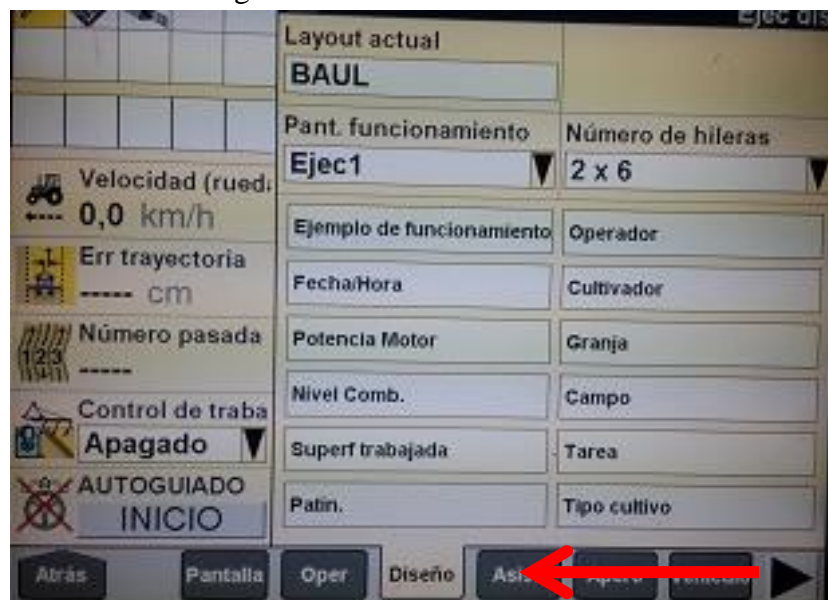 Layout actual
BAUL
Pant. funcionamiento
Número de hileras
Ejec1
2 x 6
Velocidad (rued
0,0 km/h
Err trayectoria
----- cm
Número pasada
123
-----
Control de traba
Apagado
AUTOGUIADO
INICIO
Ejemplo de funcionamiento
Operador
Fecha/Hora
Cultivador
Potencia Motor
Granja
Nivel Comb.
Campo
Superf trabajada
Tarea
Patin.
Tipo cultivo
Atrás
Pantalla
Oper
Diseño